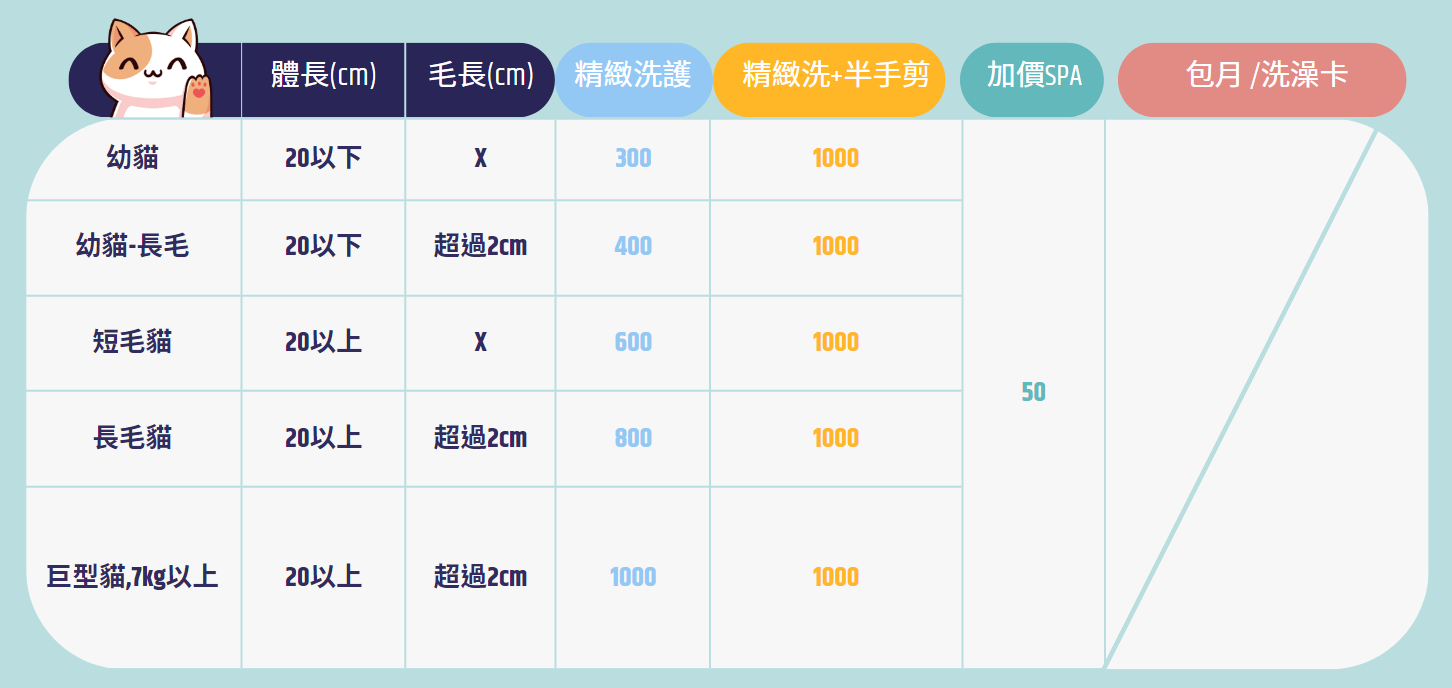 體長(cm) 毛長(cm) 精緻洗護 精緻洗+半手剪 加價SPA 包月 /洗澡卡
幼貓 20以下 X 300 1000
幼貓-長毛 20以下 超過2cm 400 1000
短毛貓 20以上 X 600 1000
50
長毛貓 20以上 超過2cm 800 1000
巨型貓,7kg以上 20以上 超過2cm 1000 1000